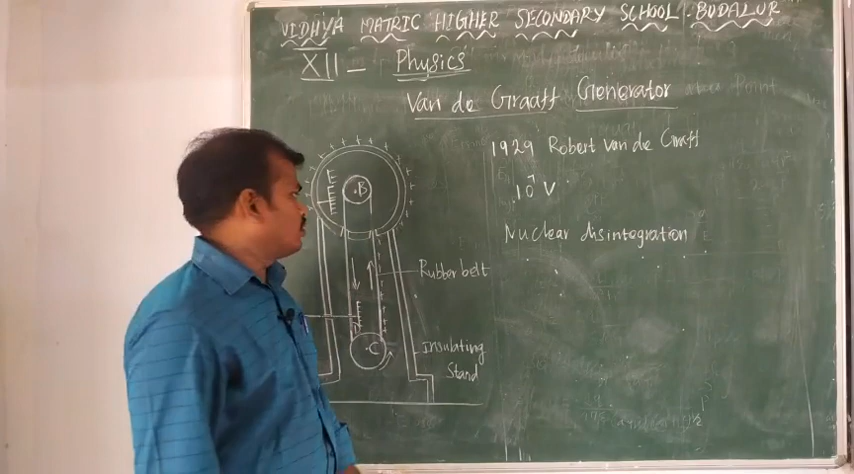 VIDHYA MATRIC HIGHER SECONDARY SCHOOL, BUDALUR
XII - Physics
Van de Graaff Generator
1929 Robert van de Graff
10⁷ V
Nuclear disintegration
B
Rubber belt
C
Insulating
Stand